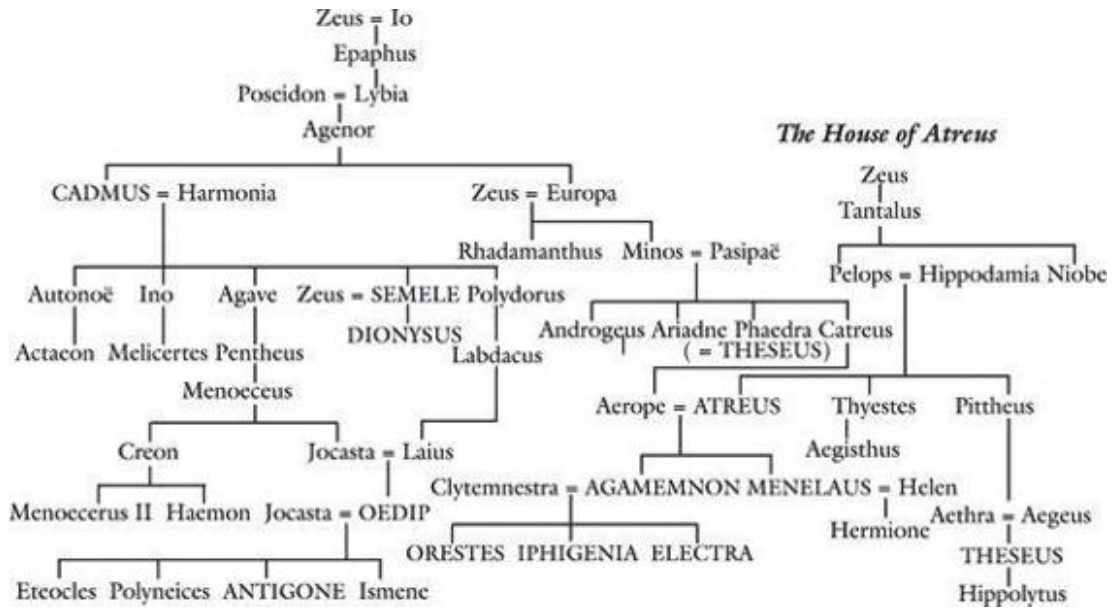 Zeus = Io
Epaphus
Poseidon = Lybia
Agenor
The House of Atreus
Zeus
CADMUS = Harmonia Zeus = Europa
Tantalus
Rhadamanthus Minos = Pasipaë
Pelops = Hippodamia Niobe
Autonoë Ino Agave Zeus = SEMELE Polydorus
DIONYSUS
Androgeus Ariadne Phaedra Catreus
( = THESEUS)
Actaeon Melicertes Pentheus Labdacus
Menoeceus
Aerope = ATREUS Thyestes Pittheus
Creon Jocasta = Laius
Aegisthus
Clytemnestra = AGAMEMNON MENELAUS = Helen
Menoecerus II Haemon Jocasta = OEDIP
Hermione Aethra = Aegeus
ORESTES IPHIGENIA ELECTRA
THESEUS
Eteocles Polyneices ANTIGONE Ismene
Hippolytus